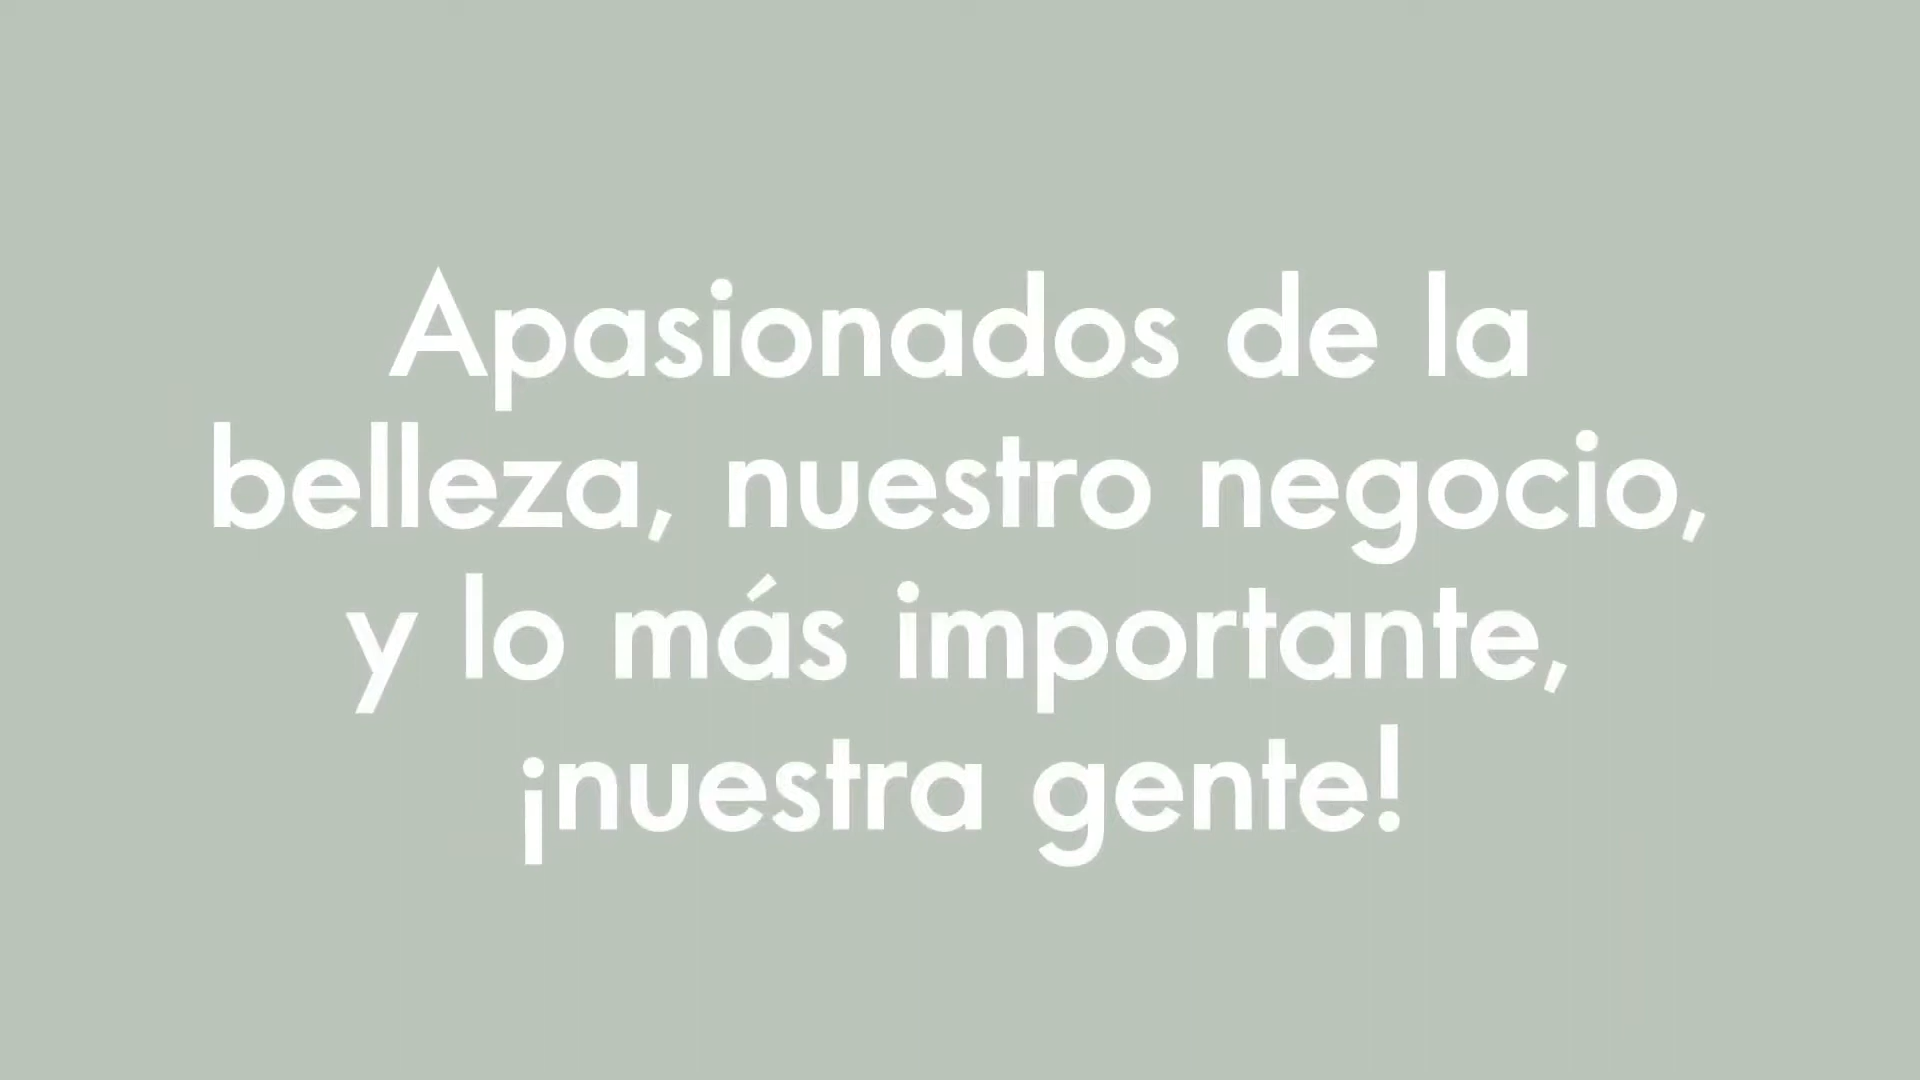 Apasionados de la
belleza, nuestro negocio,
y lo más importante,
¡nuestra gente!